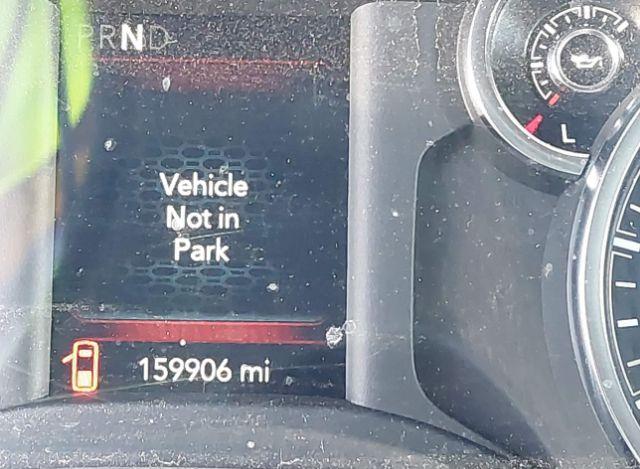 PRND
L
Vehicle
Not in
Park
159906 mi